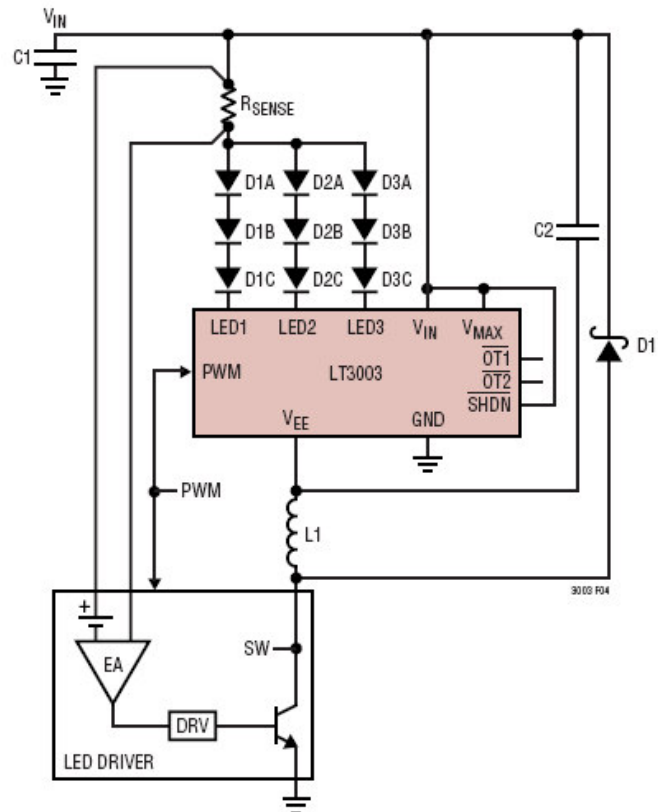 VIN
C1
RSENSE
D1A D2A D3A
D1B D2B D3B
C2
D1C D2C D3C
LED1 LED2 LED3 VIN VMAX
D1
OT1
PWM LT3003
OT2
SHDN
VEE GND
PWM
L1
3003 F04
+
SW
EA
DRV
LED DRIVER